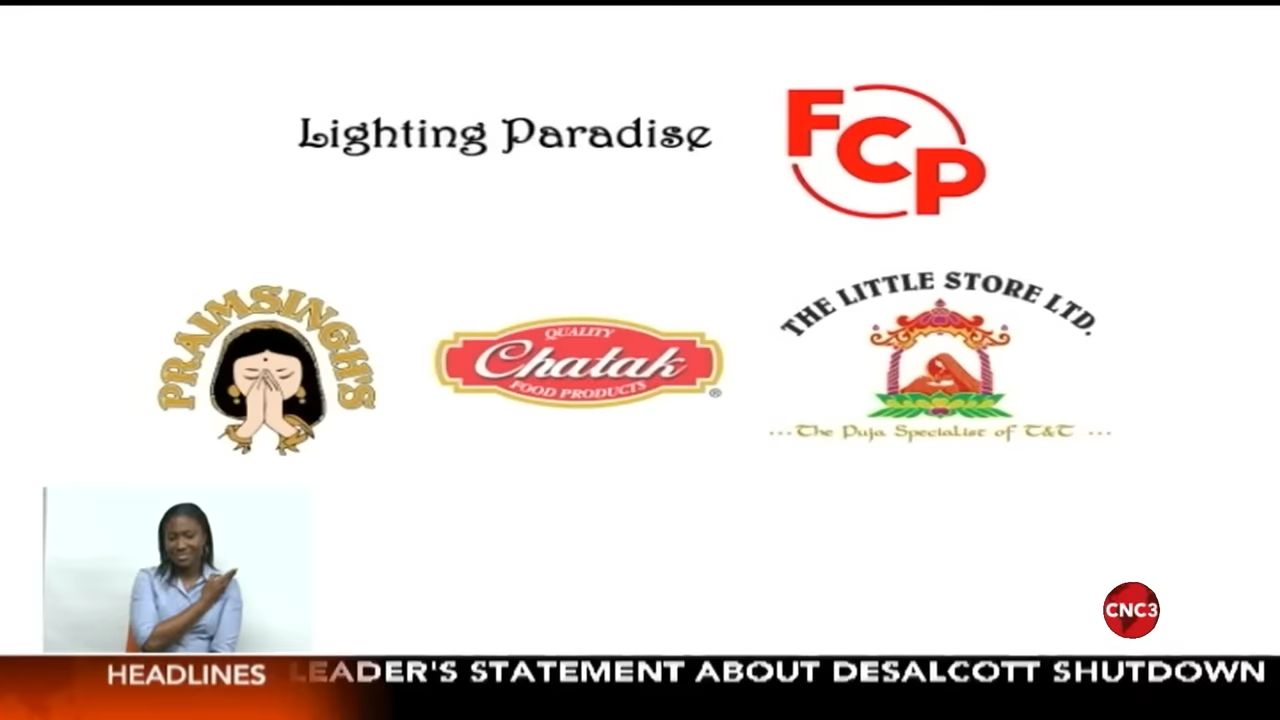 Lighting Paradise
FCP
PRAIMSINGH'S
QUALITY
Chatak
FOOD PRODUCTS
®
THE LITTLE STORE LTD.
...The Puja Specialist of T&T ...
CNC3
HEADLINES
LEADER'S STATEMENT ABOUT DESALCOTT SHUTDOWN